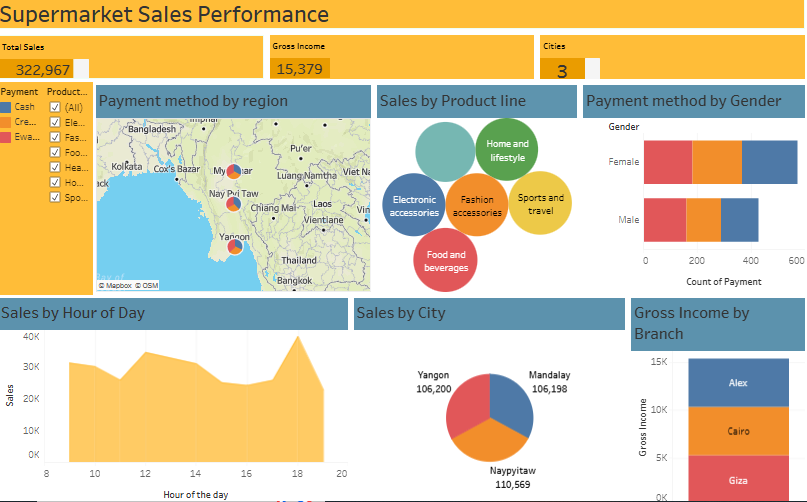 Supermarket Sales Performance
Total Sales
322,967
Gross Income
15,379
Cities
3
Payment
Cash
Cre...
Ewa...
Product...
(All)
Ele...
Fas...
Foo...
Hea...
Ho...
Spo...
Payment method by region
Imphal
Bangladesh
Kolkata
Cox's Bazar
Pu'er
Luang Namtha
Viet Na
Nay Pyi Taw
Chiang Mai
Laos
Vientiane
Vin
Yangon
Thailand
Bangkok
© Mapbox © OSM
Sales by Product line
Home and
lifestyle
Electronic
accessories
Fashion
accessories
Sports and
travel
Food and
beverages
Payment method by Gender
Gender
Female
Male
0
200
400
600
Count of Payment
Sales by Hour of Day
40K
30K
20K
10K
0K
Sales
8
10
12
14
16
18
20
Hour of the day
Sales by City
Yangon
106,200
Mandalay
106,198
Naypyitaw
110,569
Gross Income by
Branch
15K
10K
5K
0K
Gross Income
Alex
Cairo
Giza